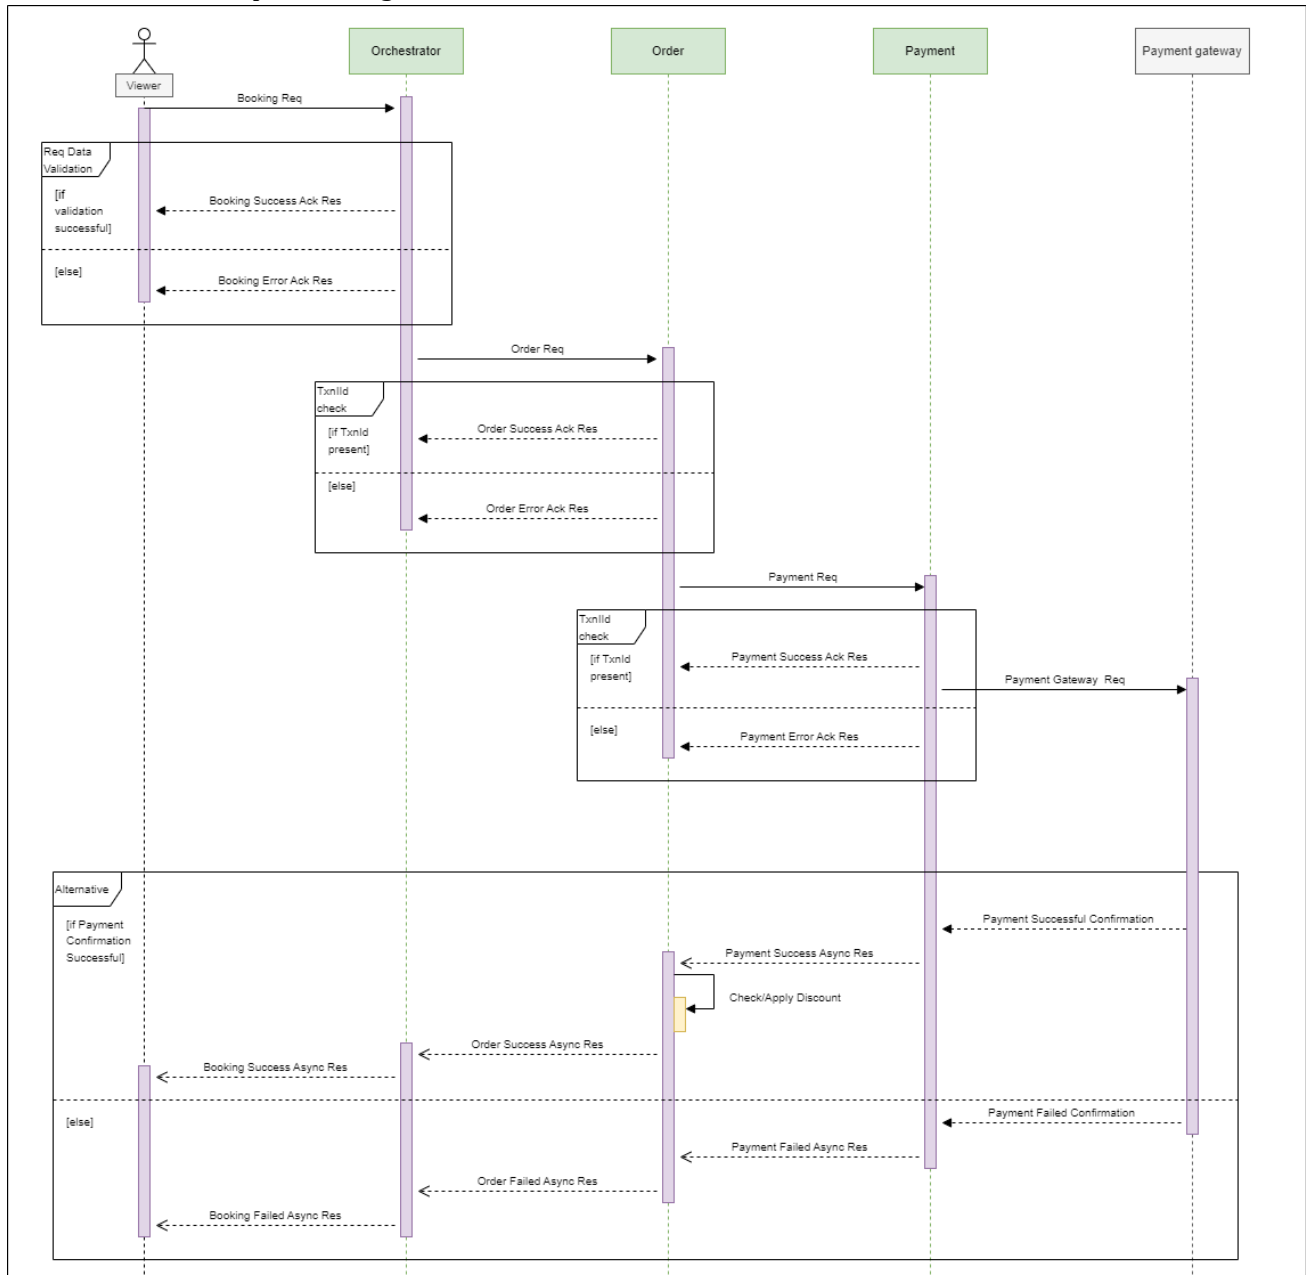 Orchestrator
Order
Payment
Payment gateway
Viewer
Booking Req
Req Data
Validation
[if
validation
successful]
Booking Success Ack Res
[else]
Booking Error Ack Res
Order Req
TxnIId
check
[if TxnId
present]
Order Success Ack Res
[else]
Order Error Ack Res
Payment Req
TxnIId
check
[if TxnId
present]
Payment Success Ack Res
Payment Gateway  Req
[else]
Payment Error Ack Res
Alternative
[if Payment
Confirmation
Successful]
Payment Successful Confirmation
Payment Success Async Res
Check/Apply Discount
Order Success Async Res
Booking Success Async Res
[else]
Payment Failed Confirmation
Payment Failed Async Res
Order Failed Async Res
Booking Failed Async Res